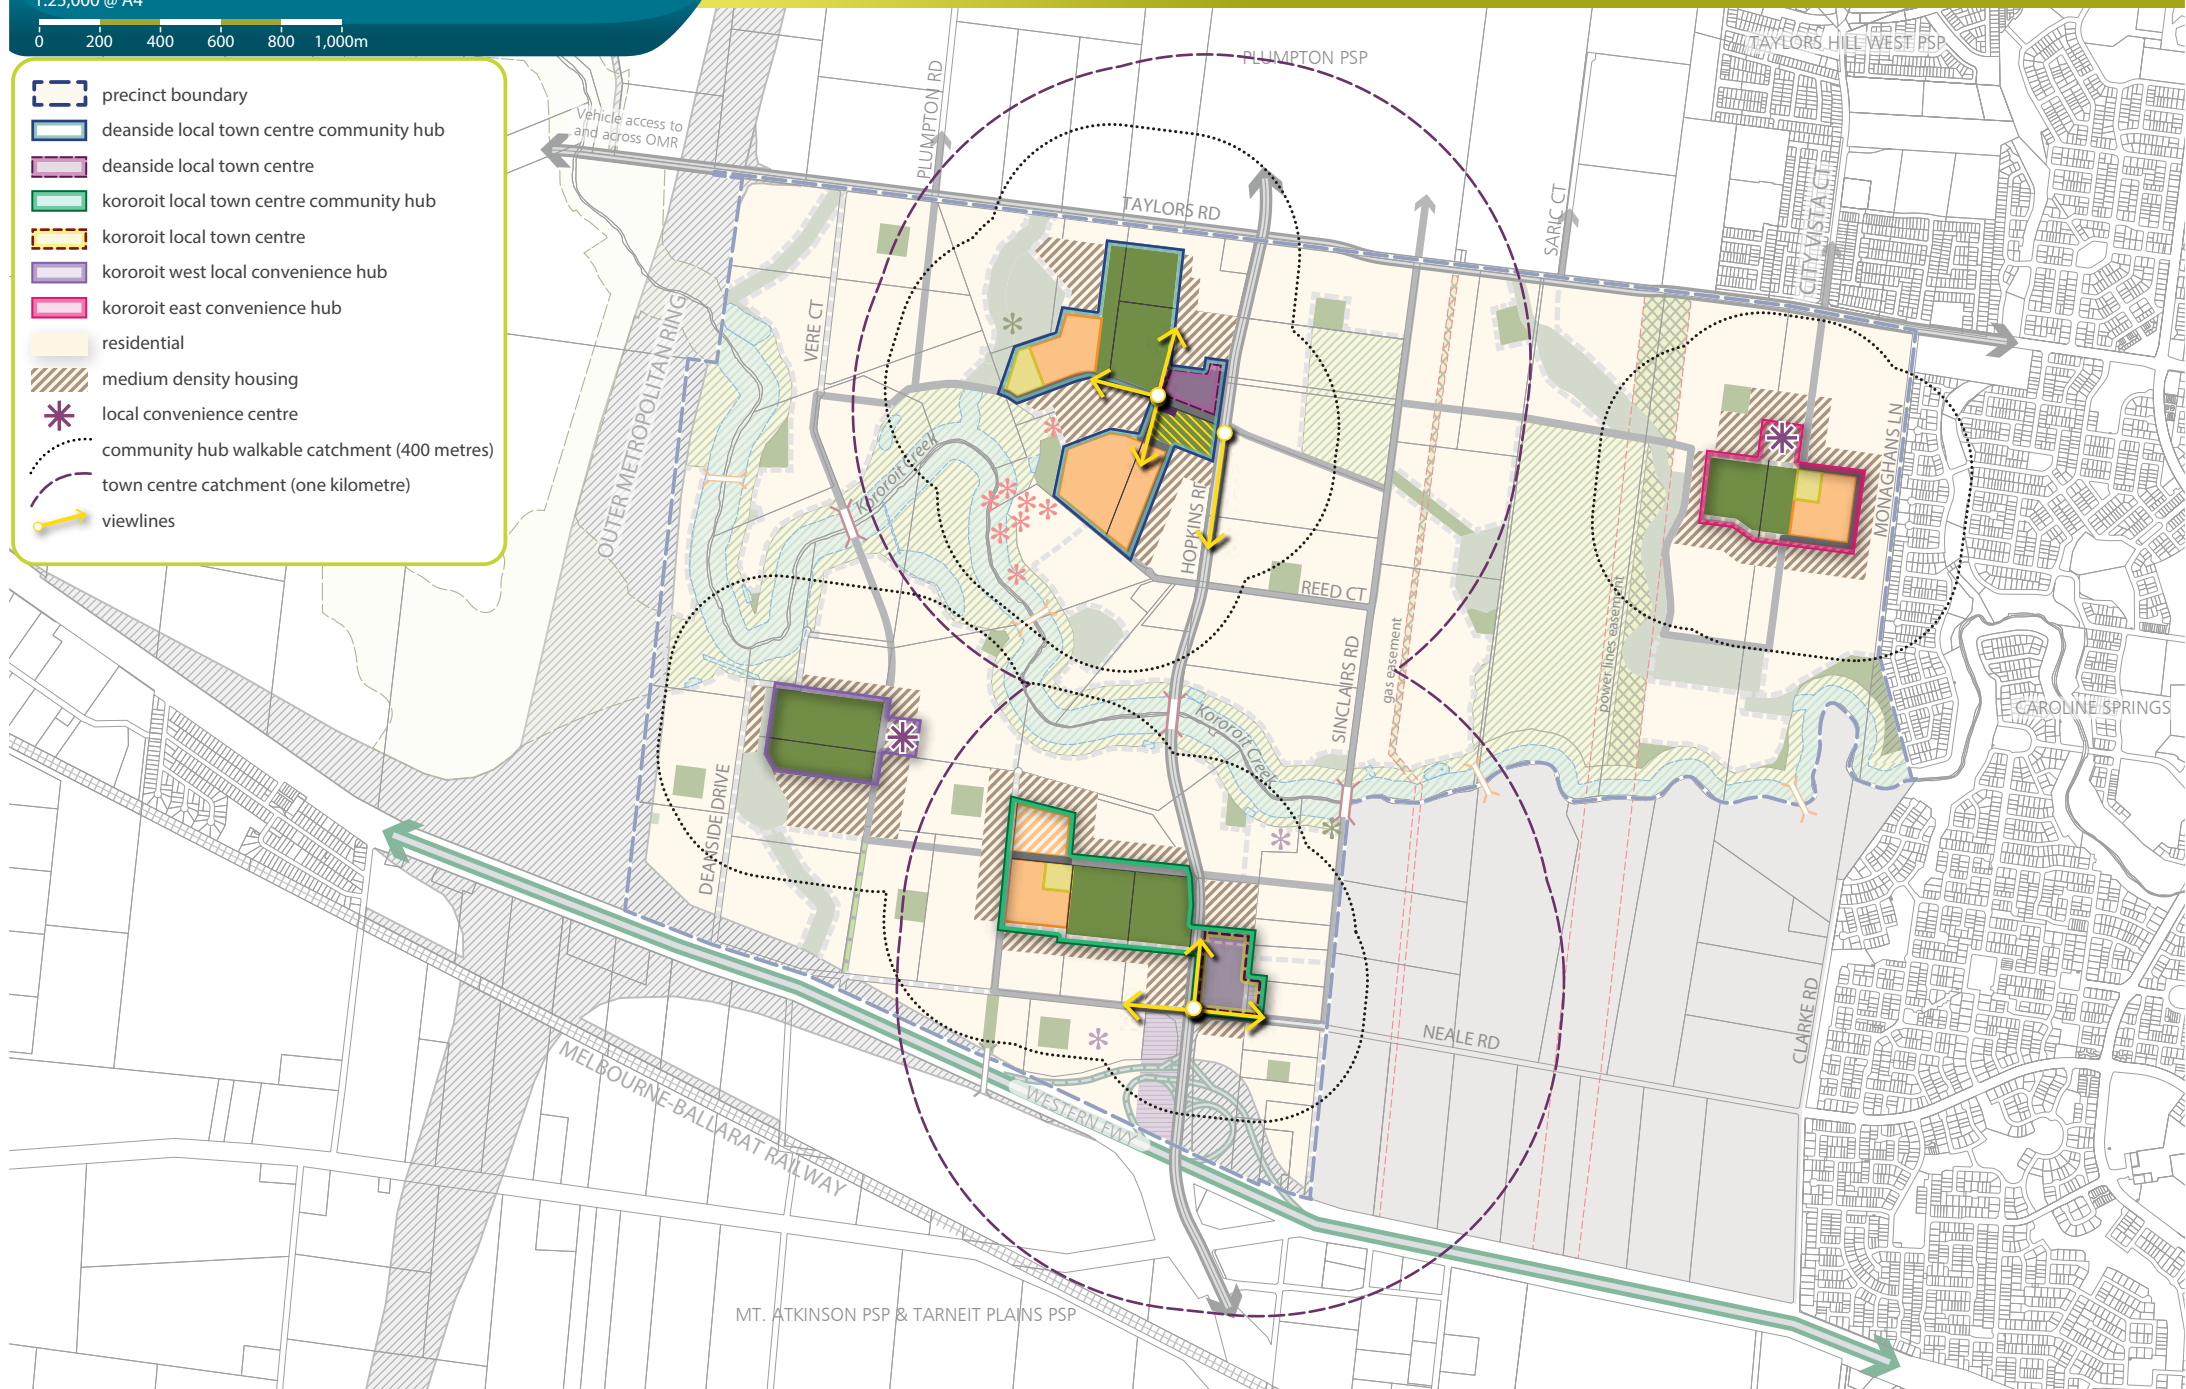 1:25,000 @ A4
0 200 400 600 800 1,000m
precinct boundary
deanside local town centre community hub
deanside local town centre
kororoit local town centre community hub
kororoit local town centre
kororoit west local convenience hub
kororoit east convenience hub
residential
medium density housing
local convenience centre
community hub walkable catchment (400 metres)
town centre catchment (one kilometre)
viewlines
PLUMPTON PSP
TAYLORS HILL WEST PSP
Vehicle access to
and across OMR
PLUMPTON RD
TAYLORS RD
SARIC CT
CITY VISTA CT
OUTER METROPOLITAN RING
VERE CT
Kororoit Creek
HOPKINS RD
REED CT
MONAGHANS LN
SINCLAIRS RD
gas easement
power lines easement
Kororoit Creek
CAROLINE SPRINGS
DEANSIDE DRIVE
NEALE RD
CLARKE RD
WESTERN FWY
MELBOURNE-BALLARAT RAILWAY
MT. ATKINSON PSP & TARNEIT PLAINS PSP